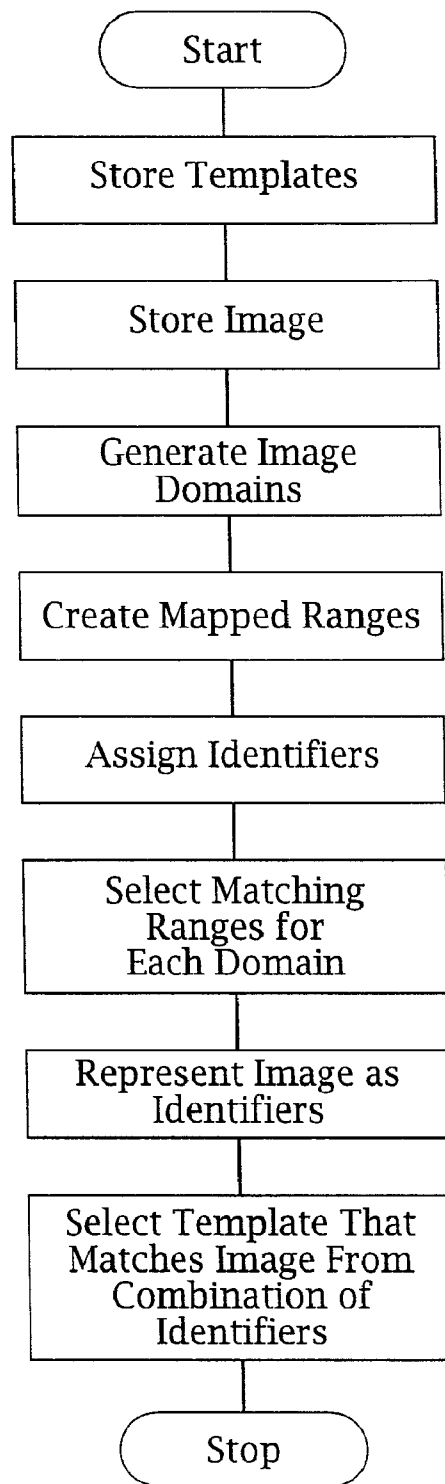 Start
Store Templates
Store Image
Generate Image
Domains
Create Mapped Ranges
Assign Identifiers
Select Matching
Ranges for
Each Domain
Represent Image as
Identifiers
Select Template That
Matches Image From
Combination of
Identifiers
Stop